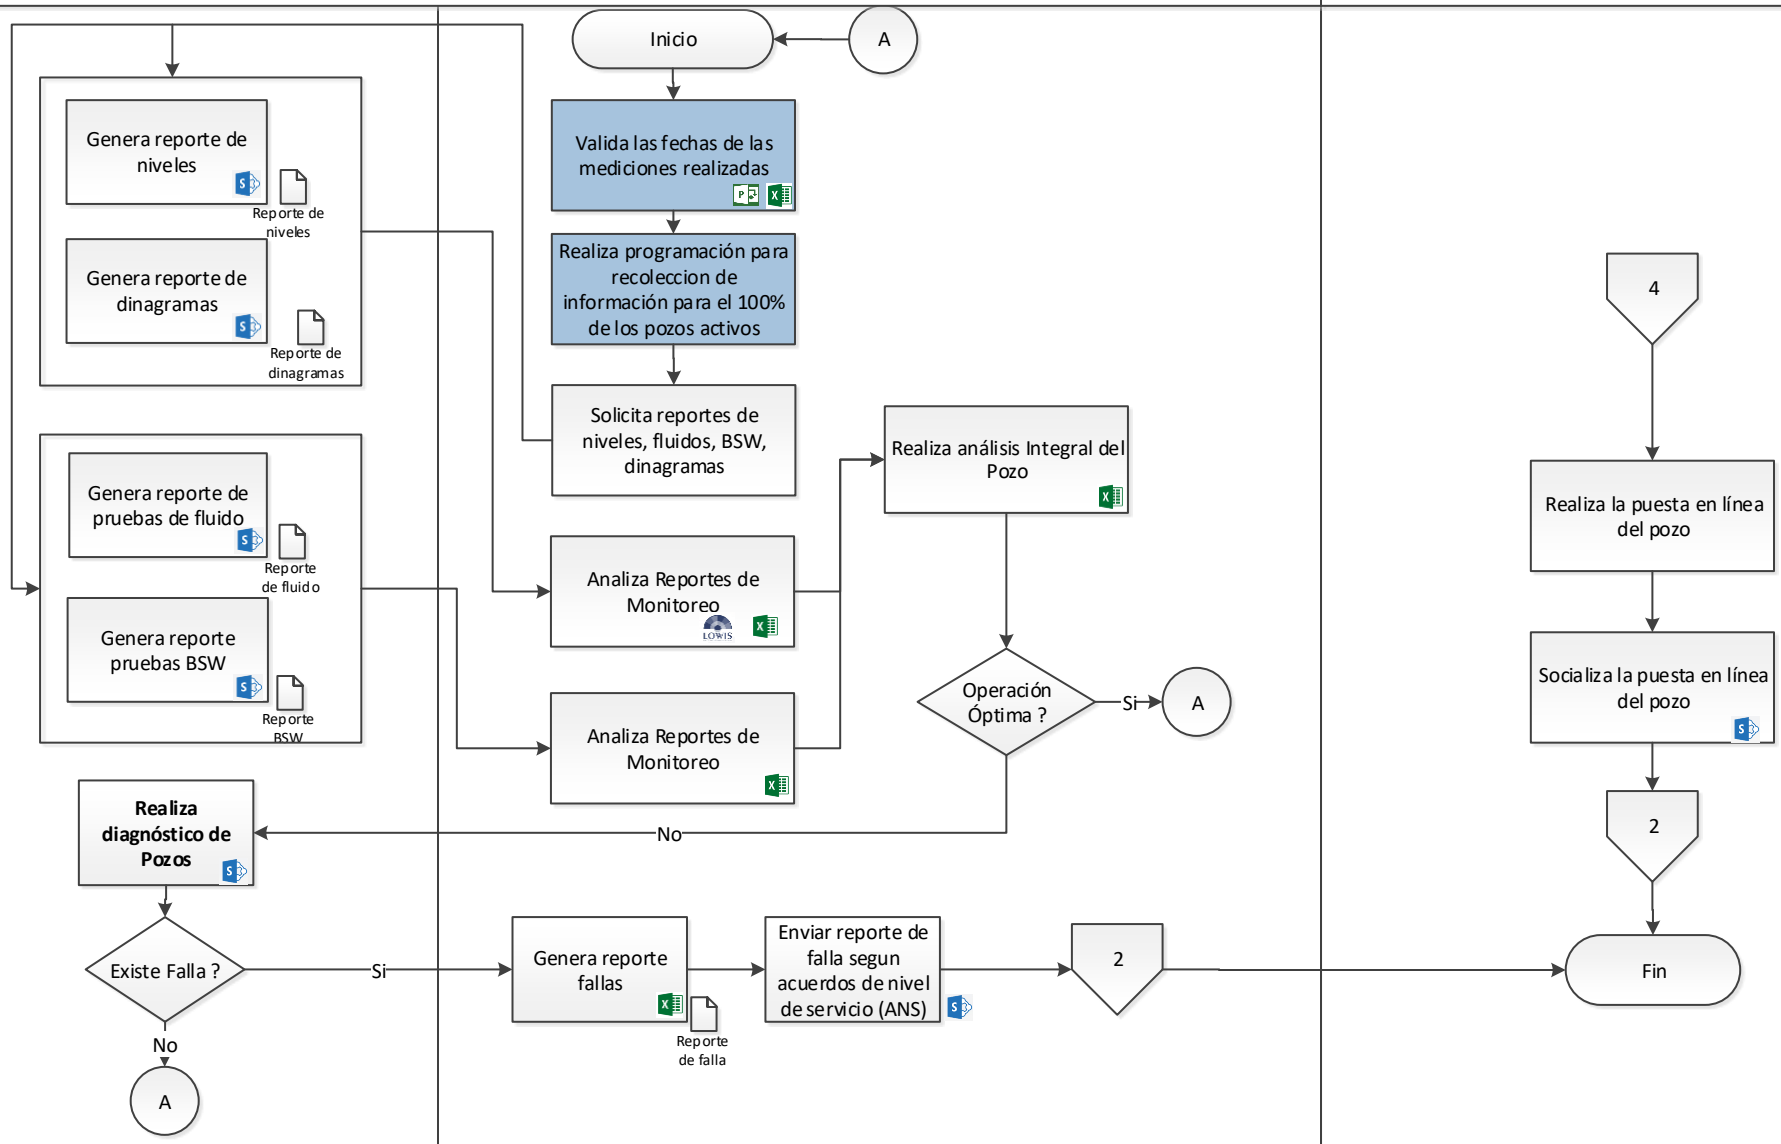 Inicio
A
Genera reporte de
niveles
S
Reporte de
niveles
Genera reporte de
dinagramas
S
Reporte de
dinagramas
Valida las fechas de las
mediciones realizadas
P
X
Realiza programación para
recoleccion de
información para el 100%
de los pozos activos
Solicita reportes de
niveles, fluidos, BSW,
dinagramas
Genera reporte de
pruebas de fluido
S
Reporte
de fluido
Genera reporte
pruebas BSW
S
Reporte
BSW
Analiza Reportes de
Monitoreo
LOWIS
X
Analiza Reportes de
Monitoreo
X
Realiza análisis Integral del
Pozo
X
Operación
Óptima ?
Si
A
No
Realiza
diagnóstico de
Pozos
S
Existe Falla ?
Si
No
A
Genera reporte
fallas
X
Reporte
de falla
Enviar reporte de
falla segun
acuerdos de nivel
de servicio (ANS)
S
2
4
Realiza la puesta en línea
del pozo
Socializa la puesta en línea
del pozo
S
2
Fin